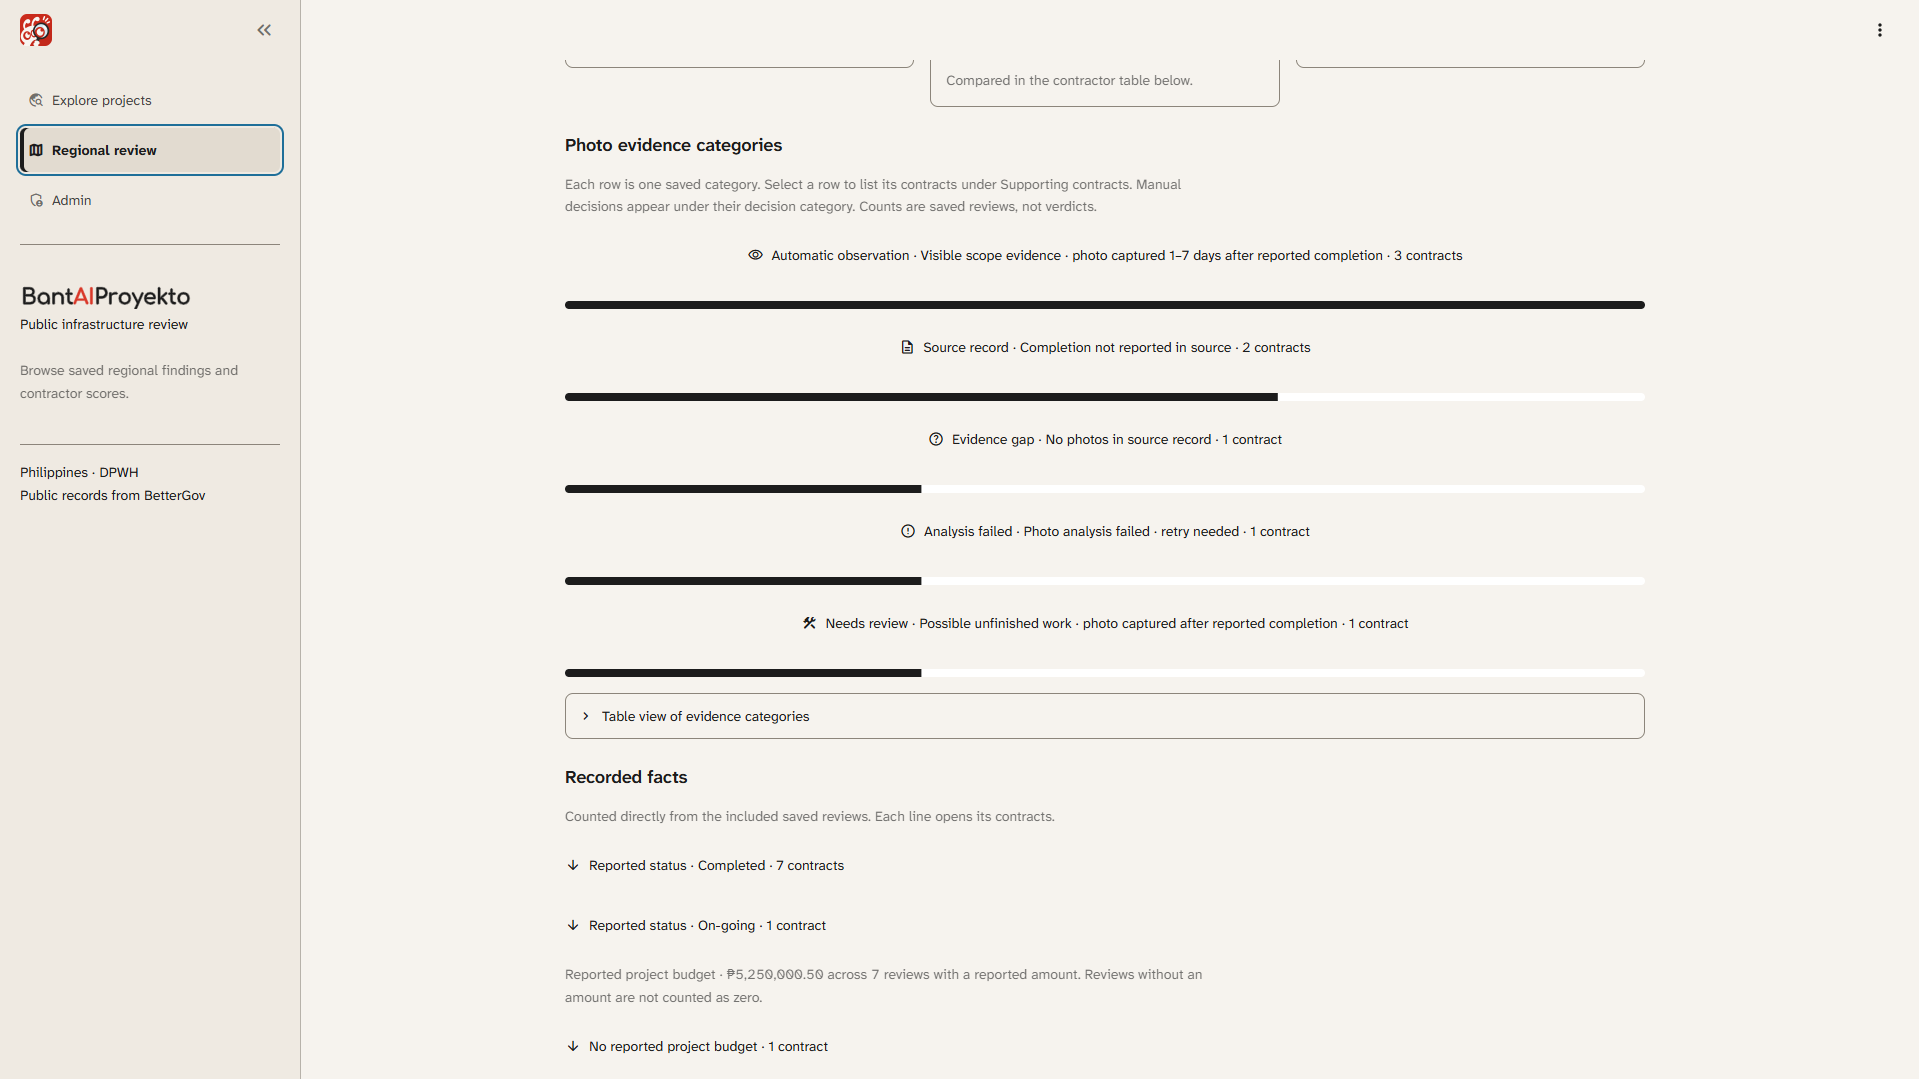 Explore projects
Regional review
Admin
BantAIProyekto
Public infrastructure review
Browse saved regional findings and
contractor scores.
Philippines · DPWH
Public records from BetterGov
Compared in the contractor table below.
Photo evidence categories
Each row is one saved category. Select a row to list its contracts under Supporting contracts. Manual
decisions appear under their decision category. Counts are saved reviews, not verdicts.
Automatic observation · Visible scope evidence · photo captured 1–7 days after reported completion · 3 contracts
Source record · Completion not reported in source · 2 contracts
Evidence gap · No photos in source record · 1 contract
Analysis failed · Photo analysis failed · retry needed · 1 contract
Needs review · Possible unfinished work · photo captured after reported completion · 1 contract
Table view of evidence categories
Recorded facts
Counted directly from the included saved reviews. Each line opens its contracts.
Reported status · Completed · 7 contracts
Reported status · On-going · 1 contract
Reported project budget · ₱5,250,000.50 across 7 reviews with a reported amount. Reviews without an
amount are not counted as zero.
No reported project budget · 1 contract